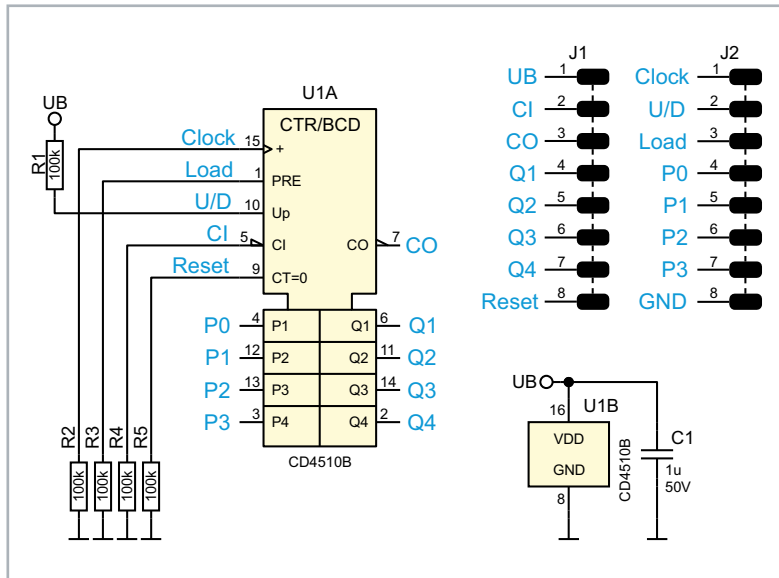 U1A
CTR/BCD
UB
R1
100k
Clock 15 +
Load 1 PRE
U/D 10 Up
CI 5 CI CO 7 CO
Reset 9 CT=0
P0 4 P1 Q1 6 Q1
P1 12 P2 Q2 11 Q2
P2 13 P3 Q3 14 Q3
P3 3 P4 Q4 2 Q4
CD4510B
R2
100k
R3
100k
R4
100k
R5
100k
J1
UB 1
CI 2
CO 3
Q1 4
Q2 5
Q3 6
Q4 7
Reset 8
J2
Clock 1
U/D 2
Load 3
P0 4
P1 5
P2 6
P3 7
GND 8
UB
16 U1B
VDD
GND
8
CD4510B
C1
1u
50V